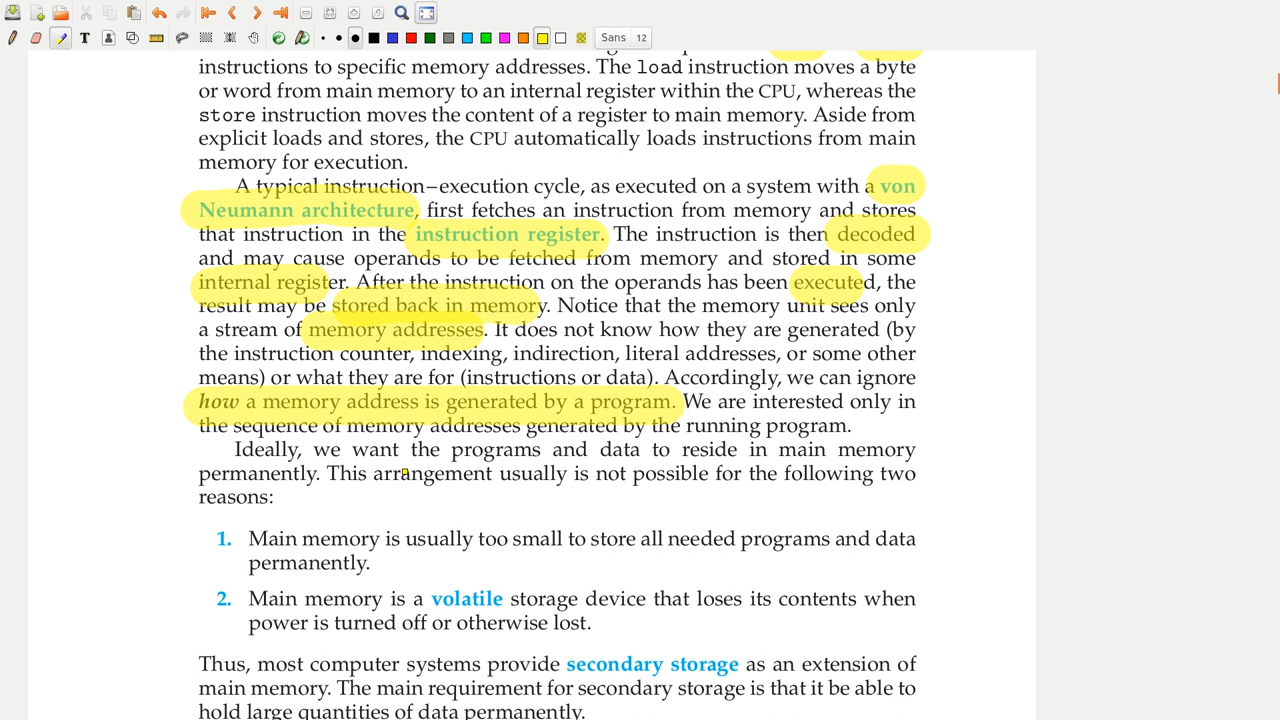 Sans 12
instructions to specific memory addresses. The load instruction moves a byte
or word from main memory to an internal register within the CPU, whereas the
store instruction moves the content of a register to main memory. Aside from
explicit loads and stores, the CPU automatically loads instructions from main
memory for execution.
A typical instruction–execution cycle, as executed on a system with a von
Neumann architecture, first fetches an instruction from memory and stores
that instruction in the instruction register. The instruction is then decoded
and may cause operands to be fetched from memory and stored in some
internal register. After the instruction on the operands has been executed, the
result may be stored back in memory. Notice that the memory unit sees only
a stream of memory addresses. It does not know how they are generated (by
the instruction counter, indexing, indirection, literal addresses, or some other
means) or what they are for (instructions or data). Accordingly, we can ignore
how a memory address is generated by a program. We are interested only in
the sequence of memory addresses generated by the running program.
Ideally, we want the programs and data to reside in main memory
permanently. This arrangement usually is not possible for the following two
reasons:
1. Main memory is usually too small to store all needed programs and data
permanently.
2. Main memory is a volatile storage device that loses its contents when
power is turned off or otherwise lost.
Thus, most computer systems provide secondary storage as an extension of
main memory. The main requirement for secondary storage is that it be able to
hold large quantities of data permanently.